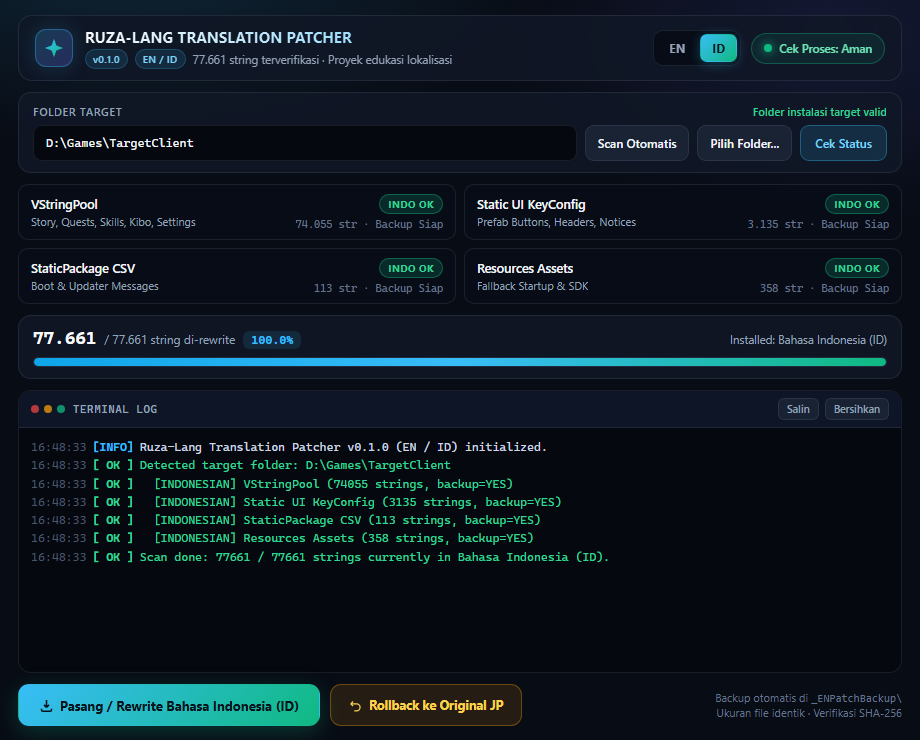 RUZA-LANG TRANSLATION PATCHER
v0.1.0 EN / ID 77.661 string terverifikasi · Proyek edukasi lokalisasi
EN ID Cek Proses: Aman
FOLDER TARGET
Folder instalasi target valid
D:\Games\TargetClient
Scan Otomatis
Pilih Folder...
Cek Status
VStringPool
INDO OK
Story, Quests, Skills, Kibo, Settings
74.055 str · Backup Siap
Static UI KeyConfig
INDO OK
Prefab Buttons, Headers, Notices
3.135 str · Backup Siap
StaticPackage CSV
INDO OK
Boot & Updater Messages
113 str · Backup Siap
Resources Assets
INDO OK
Fallback Startup & SDK
358 str · Backup Siap
77.661 / 77.661 string di-rewrite 100.0%
Installed: Bahasa Indonesia (ID)
TERMINAL LOG
Salin
Bersihkan
16:48:33 [INFO] Ruza-Lang Translation Patcher v0.1.0 (EN / ID) initialized.
16:48:33 [ OK ] Detected target folder: D:\Games\TargetClient
16:48:33 [ OK ]   [INDONESIAN] VStringPool (74055 strings, backup=YES)
16:48:33 [ OK ]   [INDONESIAN] Static UI KeyConfig (3135 strings, backup=YES)
16:48:33 [ OK ]   [INDONESIAN] StaticPackage CSV (113 strings, backup=YES)
16:48:33 [ OK ]   [INDONESIAN] Resources Assets (358 strings, backup=YES)
16:48:33 [ OK ] Scan done: 77661 / 77661 strings currently in Bahasa Indonesia (ID).
Pasang / Rewrite Bahasa Indonesia (ID)
Rollback ke Original JP
Backup otomatis di _ENPatchBackup\
Ukuran file identik · Verifikasi SHA-256